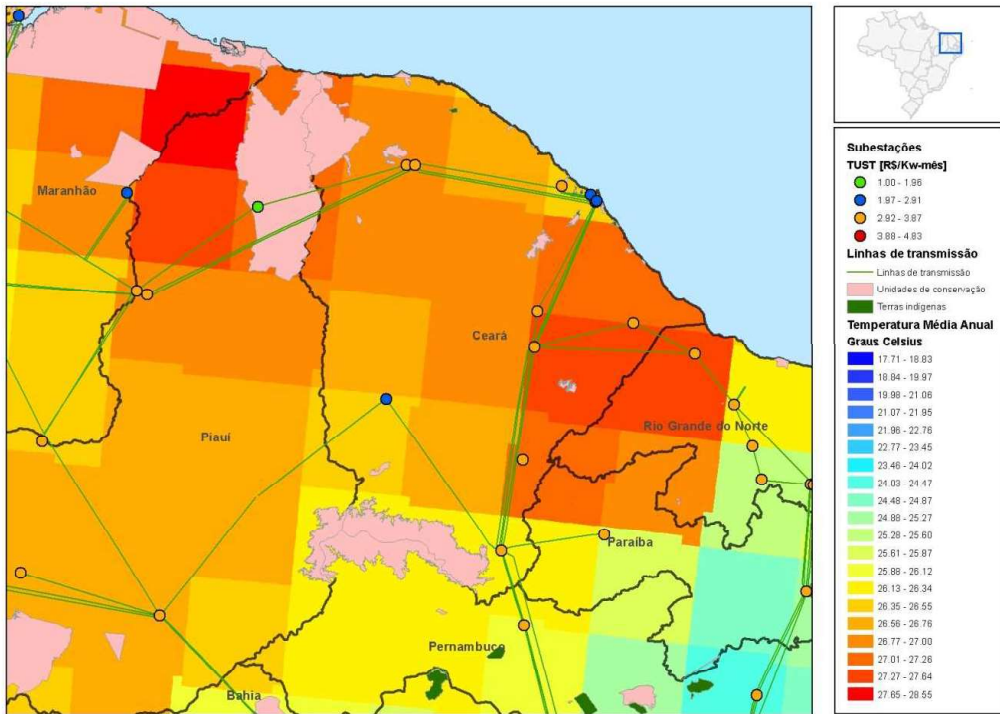 Maranhão
Ceará
Piauí
Rio Grande do Norte
Paraíba
Pernambuco
Bahia
Subestações
TUST [R$/Kw-mês]
1.00 - 1.96
1.97 - 2.91
2.92 - 3.87
3.88 - 4.83
Linhas de transmissão
Linhas de transmissão
Unidades de conservação
Terras indígenas
Temperatura Média Anual
Graus Celsius
17.71 - 18.83
18.84 - 19.97
19.98 - 21.06
21.07 - 21.95
21.96 - 22.76
22.77 - 23.45
23.46 - 24.02
24.03 - 24.47
24.48 - 24.87
24.88 - 25.27
25.28 - 25.60
25.61 - 25.87
25.88 - 26.12
26.13 - 26.34
26.35 - 26.55
26.56 - 26.76
26.77 - 27.00
27.01 - 27.26
27.27 - 27.64
27.65 - 28.55